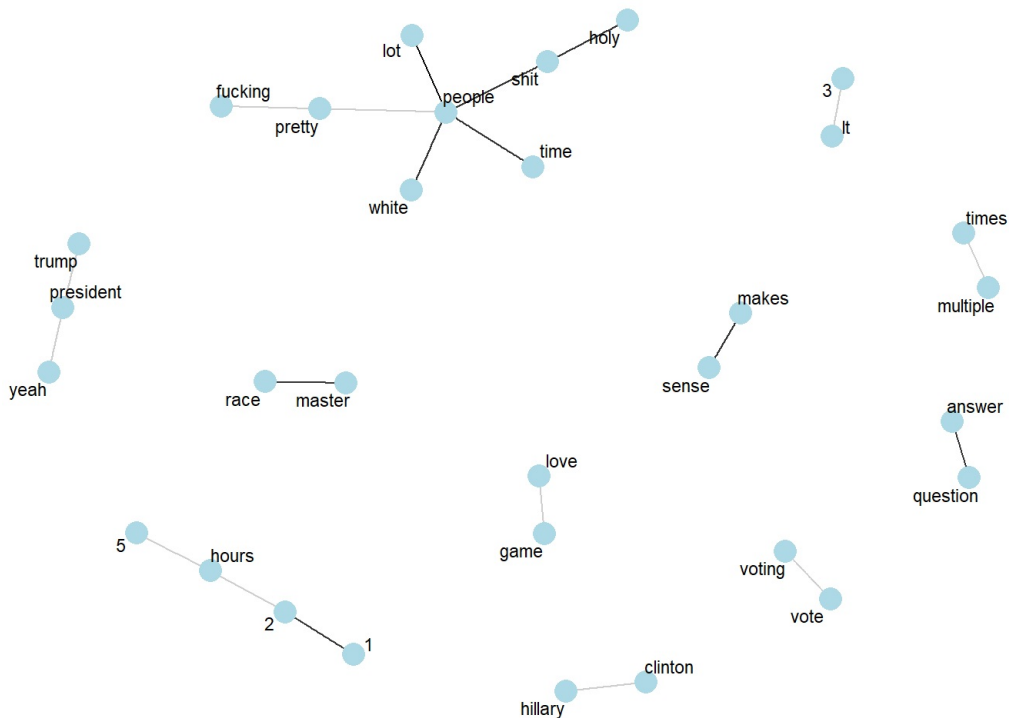 holy
lot
shit
fucking
people
3
pretty
lt
time
white
times
trump
president
makes
multiple
yeah
sense
race
master
answer
love
question
5
hours
game
voting
2
vote
1
clinton
hillary